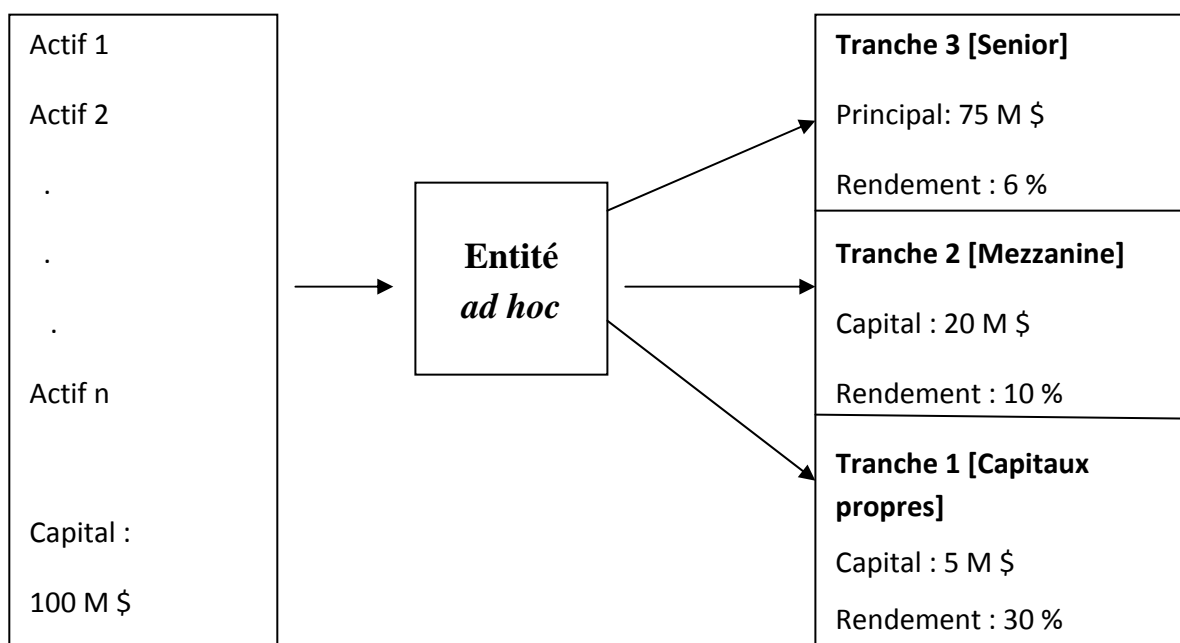 Actif 1
Actif 2
.
.
.
Actif n
Capital :
100 M $
Entité
ad hoc
Tranche 3 [Senior]
Principal: 75 M $
Rendement : 6 %
Tranche 2 [Mezzanine]
Capital : 20 M $
Rendement : 10 %
Tranche 1 [Capitaux
propres]
Capital : 5 M $
Rendement : 30 %